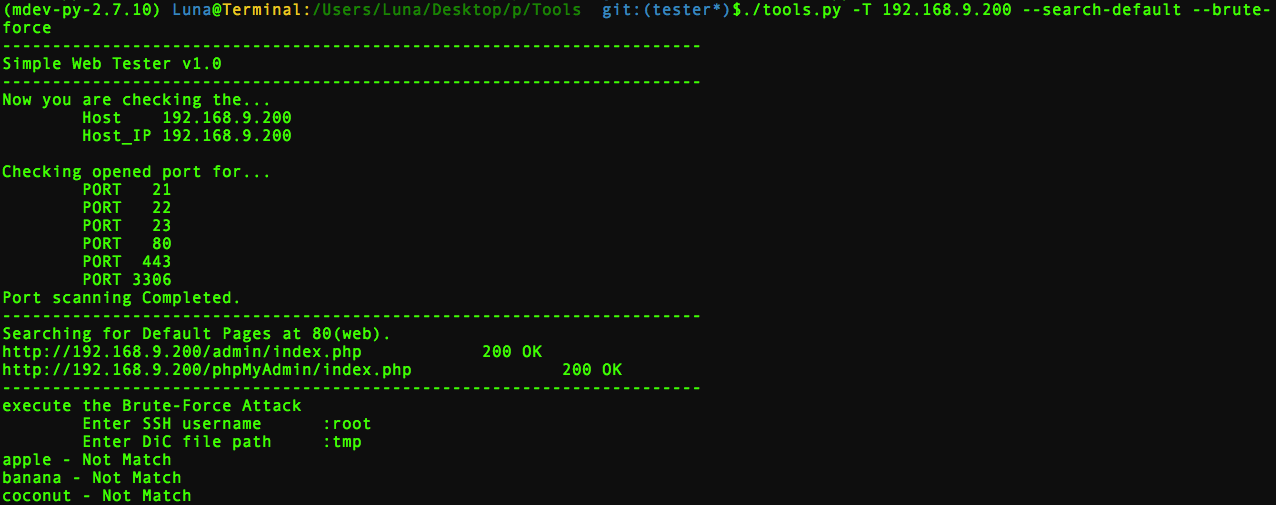 (mdev-py-2.7.10) Luna@Terminal:/Users/Luna/Desktop/p/Tools  git:(tester*)$./tools.py -T 192.168.9.200 --search-default --brute-
force
----------------------------------------------------------------------
Simple Web Tester v1.0
----------------------------------------------------------------------
Now you are checking the...
        Host    192.168.9.200
        Host_IP 192.168.9.200

Checking opened port for...
        PORT   21
        PORT   22
        PORT   23
        PORT   80
        PORT  443
        PORT 3306
Port scanning Completed.
----------------------------------------------------------------------
Searching for Default Pages at 80(web).
http://192.168.9.200/admin/index.php            200 OK
http://192.168.9.200/phpMyAdmin/index.php               200 OK
----------------------------------------------------------------------
execute the Brute-Force Attack
        Enter SSH username      :root
        Enter DiC file path     :tmp
apple - Not Match
banana - Not Match
coconut - Not Match